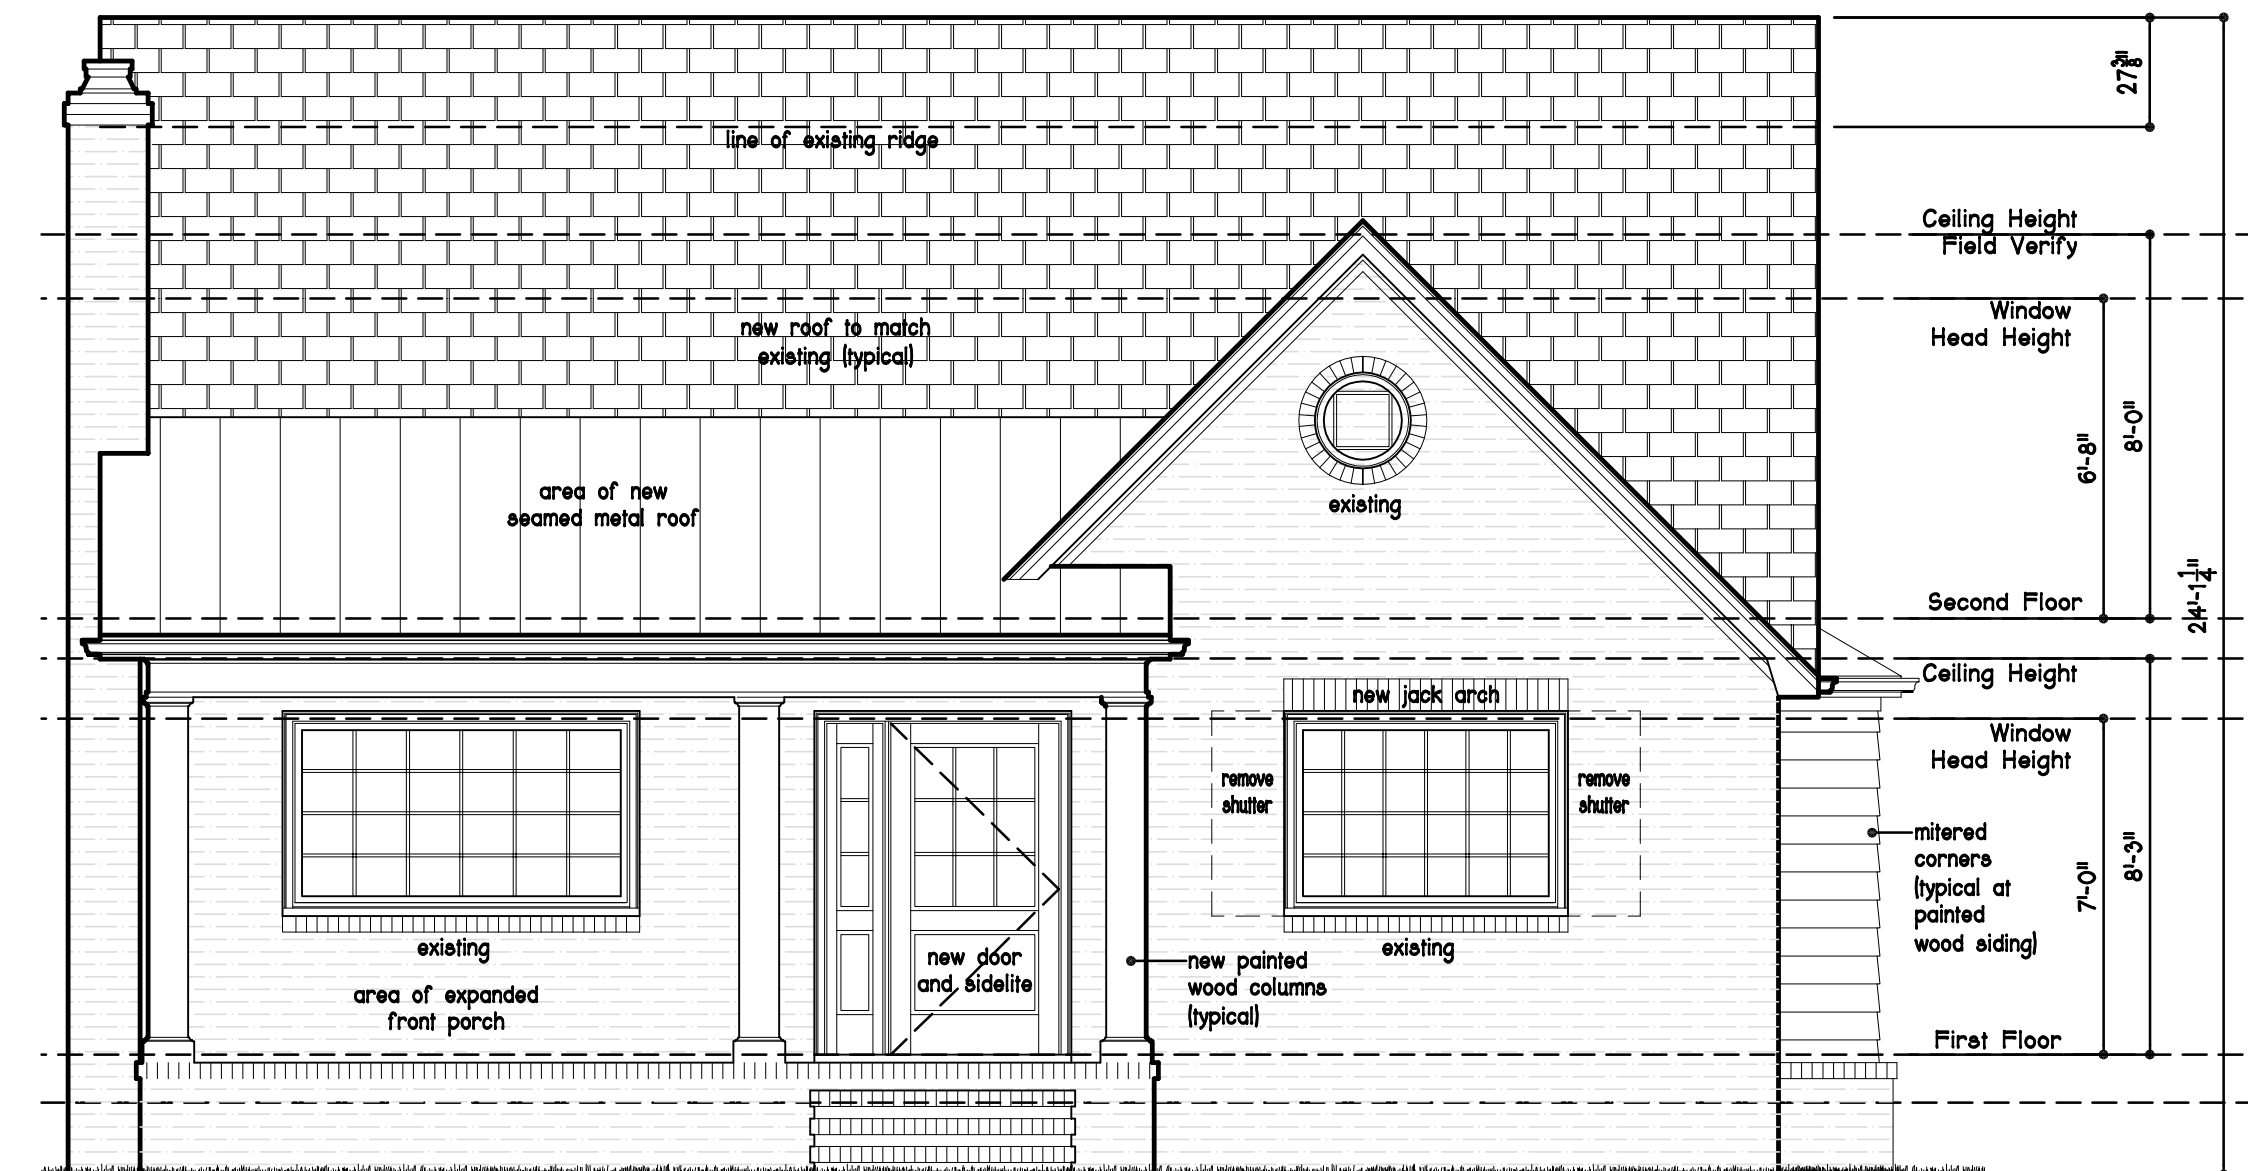 27 3/8"
line of existing ridge
Ceiling Height
Field Verify
Window
Head Height
new roof to match
existing (typical)
8'-0"
6'-8"
area of new
seamed metal roof
existing
24'-1 1/4"
Second Floor
Ceiling Height
new jack arch
Window
Head Height
remove
shutter
remove
shutter
mitered
corners
(typical at
painted
wood siding)
8'-3"
7'-0"
existing
existing
new door
and sidelite
new painted
wood columns
(typical)
area of expanded
front porch
First Floor